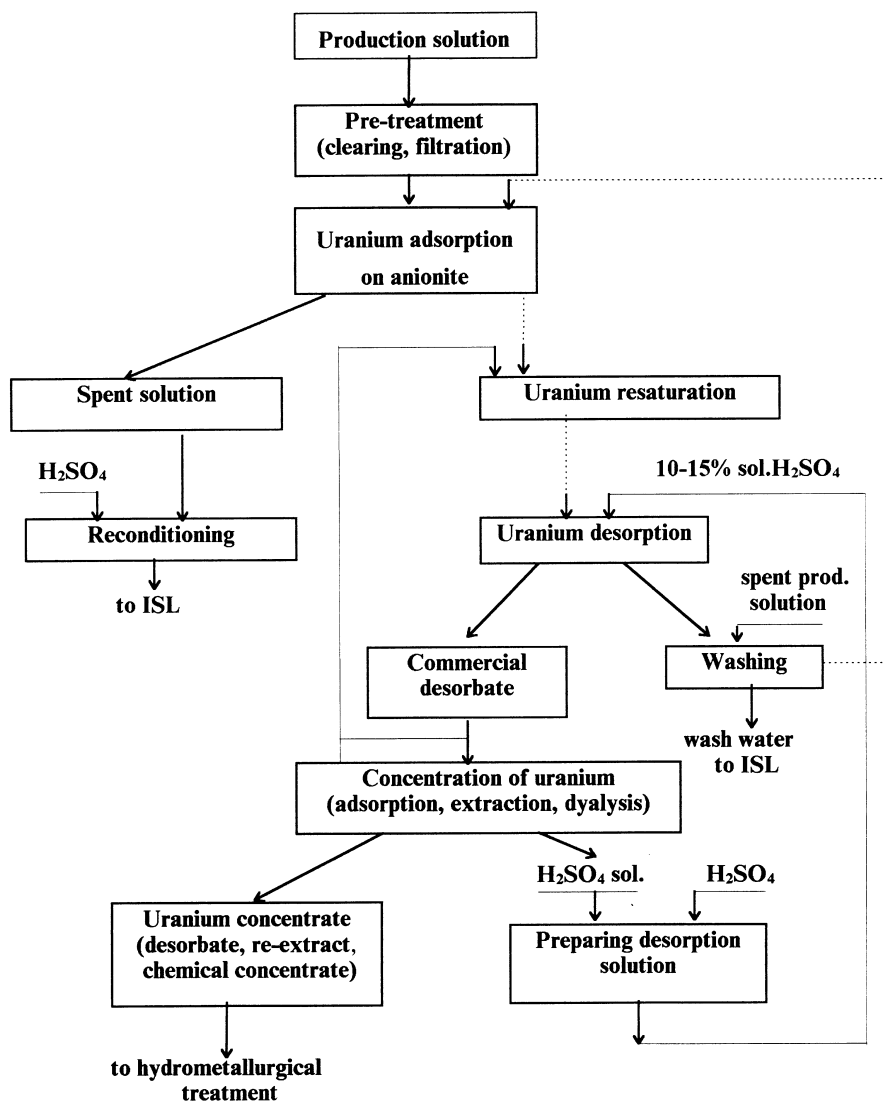 Production solution
Pre-treatment
(clearing, filtration)
Uranium adsorption
on anionite
Spent solution
Uranium resaturation
H₂SO₄
10-15% sol.H₂SO₄
Reconditioning
Uranium desorption
to ISL
spent prod.
solution
Commercial
desorbate
Washing
wash water
to ISL
Concentration of uranium
(adsorption, extraction, dyalysis)
H₂SO₄ sol.
H₂SO₄
Uranium concentrate
(desorbate, re-extract,
chemical concentrate)
Preparing desorption
solution
to hydrometallurgical
treatment